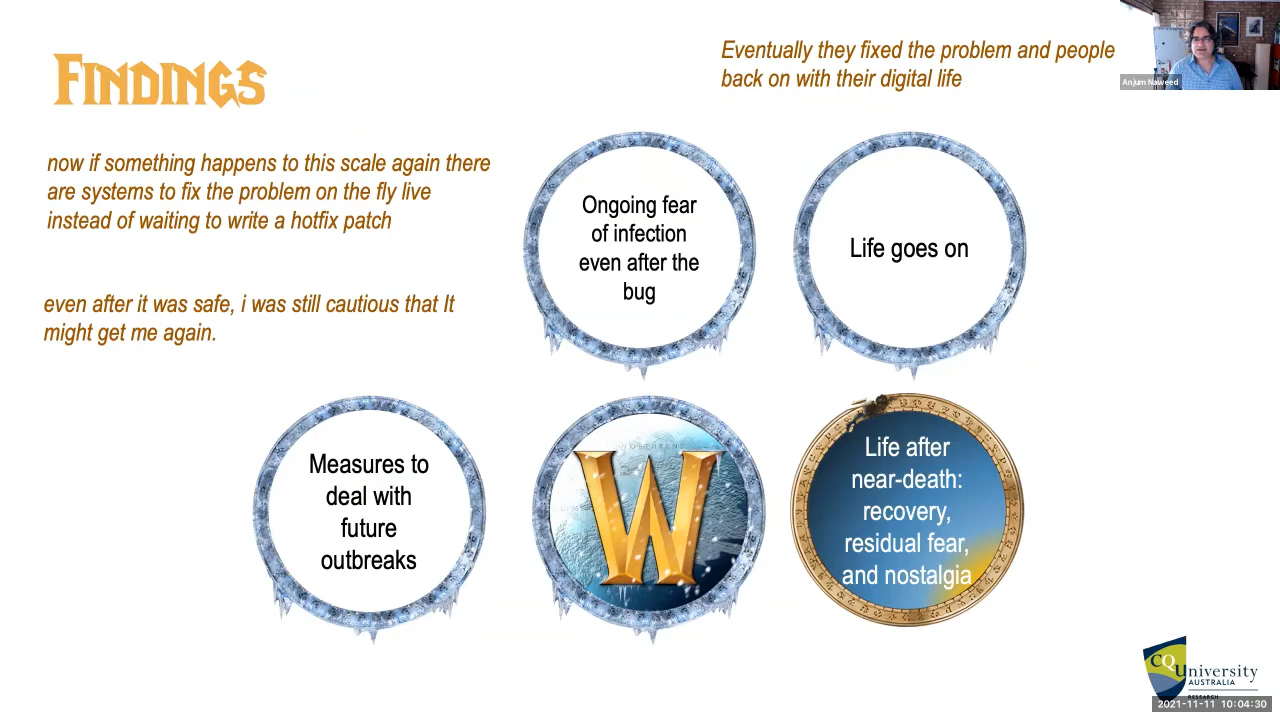 FINDINGS
Eventually they fixed the problem and people
back on with their digital life
Anjum Naweed
now if something happens to this scale again there
are systems to fix the problem on the fly live
instead of waiting to write a hotfix patch
even after it was safe, i was still cautious that It
might get me again.
Ongoing fear
of infection
even after the
bug
Life goes on
Measures to
deal with
future
outbreaks
W
Life after
near-death:
recovery,
residual fear,
and nostalgia
CQUniversity
AUSTRALIA
RESEARCH
2021-11-11 10:04:30